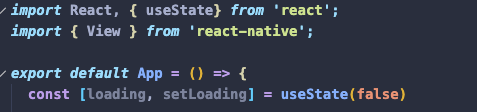 import React, { useState} from 'react';
import { View } from 'react-native';
export default App = () => {
const [loading, setLoading] = useState(false)